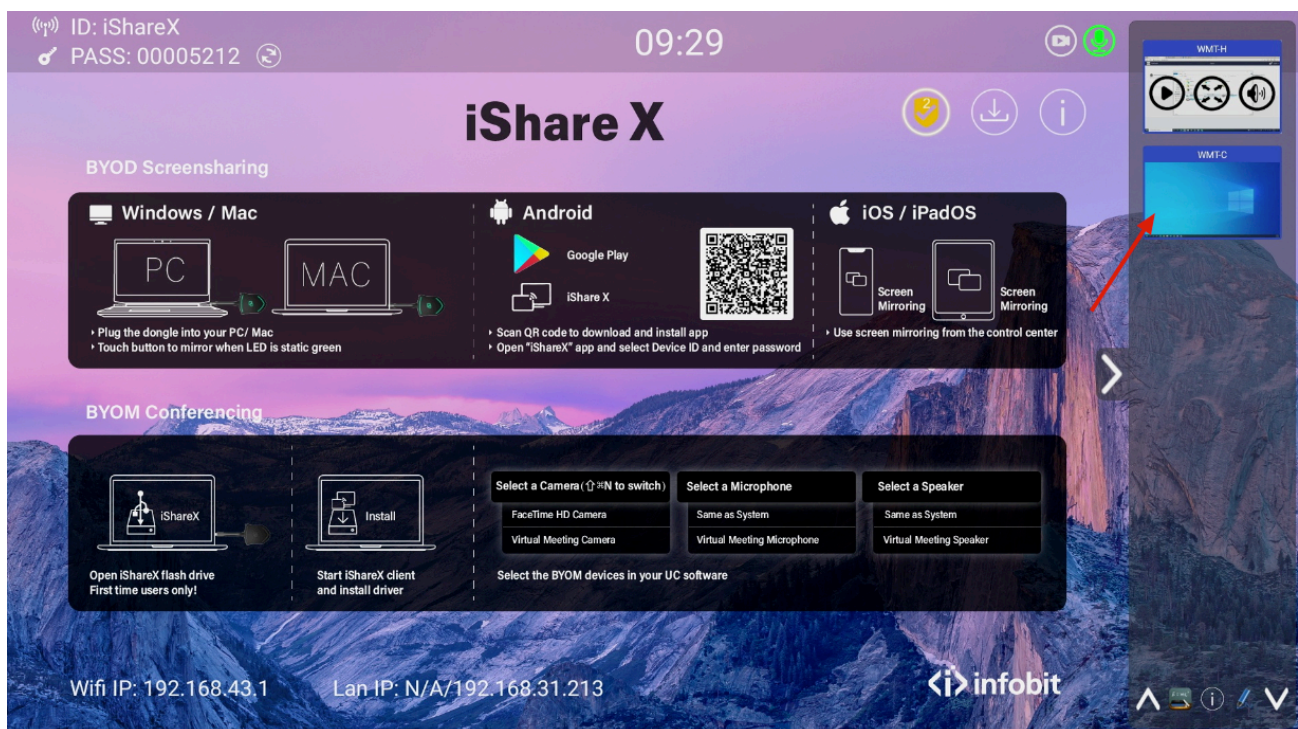 ID: iShareX
PASS: 00005212
09:29
iShare X
2
WMT-H
WMT-C
BYOD Screensharing
Windows / Mac
PC
MAC
‣ Plug the dongle into your PC/ Mac
‣ Touch button to mirror when LED is static green
Android
Google Play
iShare X
‣ Scan QR code to download and install app
‣ Open "iShareX" app and select Device ID and enter password
iOS / iPadOS
Screen
Mirroring
Screen
Mirroring
‣ Use screen mirroring from the control center
BYOM Conferencing
iShareX
Open iShareX flash drive
First time users only!
Install
Start iShareX client
and install driver
Select a Camera(⇧⌘N to switch)
FaceTime HD Camera
Virtual Meeting Camera
Select a Microphone
Same as System
Virtual Meeting Microphone
Select a Speaker
Same as System
Virtual Meeting Speaker
Select the BYOM devices in your UC software
Wifi IP: 192.168.43.1
Lan IP: N/A/192.168.31.213
<i> infobit